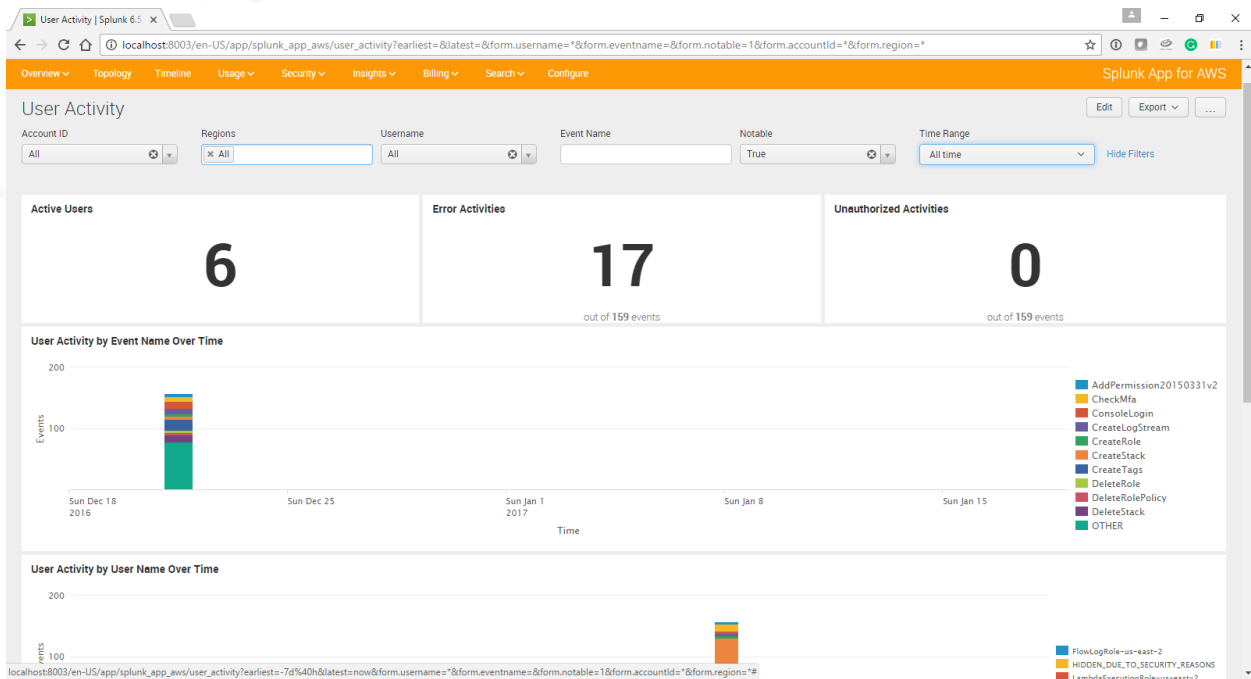 User Activity | Splunk 6.5
localhost:8003/en-US/app/splunk_app_aws/user_activity?earliest=&latest=&form.username=*&form.eventname=&form.notable=1&form.accountId=*&form.region=*
Overview Topology Timeline Usage Security Insights Billing Search Configure Splunk App for AWS
User Activity Edit Export ...
Account ID Regions Username Event Name Notable Time Range
All × All All True All time Hide Filters
Active Users Error Activities Unauthorized Activities
6 17 0
out of 159 events out of 159 events
User Activity by Event Name Over Time
200
100
Events
Sun Dec 18 Sun Dec 25 Sun Jan 1 Sun Jan 8 Sun Jan 15
2016 2017
Time
AddPermission20150331v2
CheckMfa
ConsoleLogin
CreateLogStream
CreateRole
CreateStack
CreateTags
DeleteRole
DeleteRolePolicy
DeleteStack
OTHER
User Activity by User Name Over Time
200
100
FlowLogRole-us-east-2
HIDDEN_DUE_TO_SECURITY_REASONS
LambdaExecutionRole-us-east-2
localhost:8003/en-US/app/splunk_app_aws/user_activity?earliest=-7d%40h&latest=now&form.username=*&form.eventname=&form.notable=1&form.accountId=*&form.region=*#